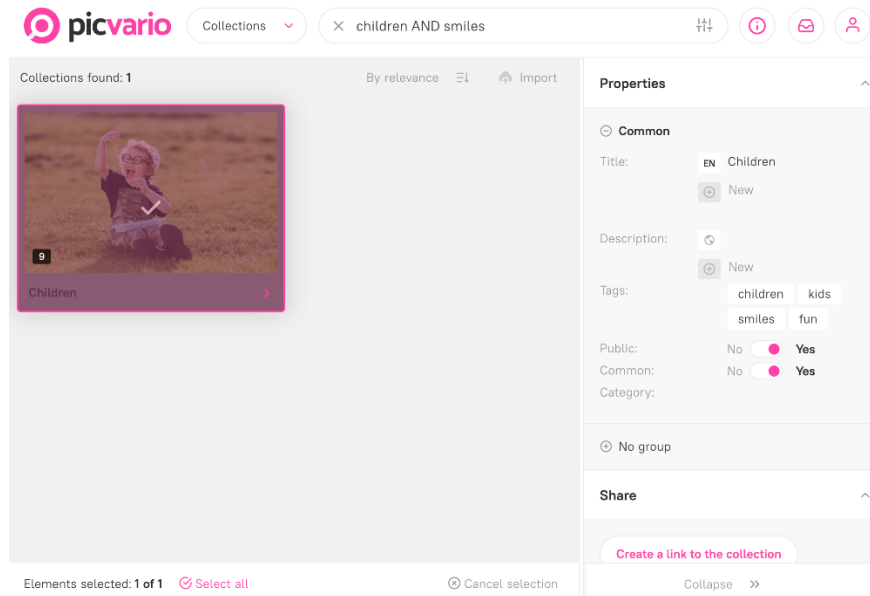 picvario
Collections
children AND smiles
Collections found: 1
By relevance
Import
9
Children
Properties
Common
Title:
EN Children
New
Description:
New
Tags:
children kids
smiles fun
Public: No Yes
Common: No Yes
Category:
No group
Share
Create a link to the collection
Elements selected: 1 of 1 Select all
Cancel selection
Collapse